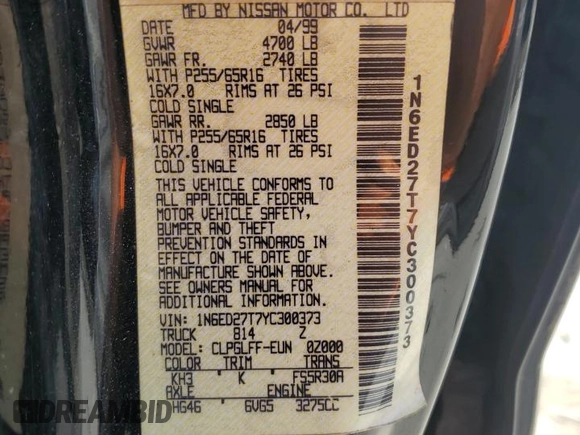 MFD BY NISSAN MOTOR CO. LTD
DATE 04/99
GVWR 4700 LB
GAWR FR. 2740 LB
WITH P255/65R16 TIRES
16X7.0 RIMS AT 26 PSI
COLD SINGLE
GAWR RR. 2850 LB
WITH P255/65R16 TIRES
16X7.0 RIMS AT 26 PSI
COLD SINGLE
THIS VEHICLE CONFORMS TO
ALL APPLICABLE FEDERAL
MOTOR VEHICLE SAFETY,
BUMPER AND THEFT
PREVENTION STANDARDS IN
EFFECT ON THE DATE OF
MANUFACTURE SHOWN ABOVE.
SEE OWNERS MANUAL FOR
ADDITIONAL INFORMATION.
VIN: 1N6ED27T7YC300373
TRUCK 814 Z
MODEL: CLPGLFF-EUN 0Z000
COLOR TRIM TRANS
KH3 K FS5R30A
AXLE ENGINE
HG46 6VG5 3275CC
1N6ED27T7YC300373
DREAMBID